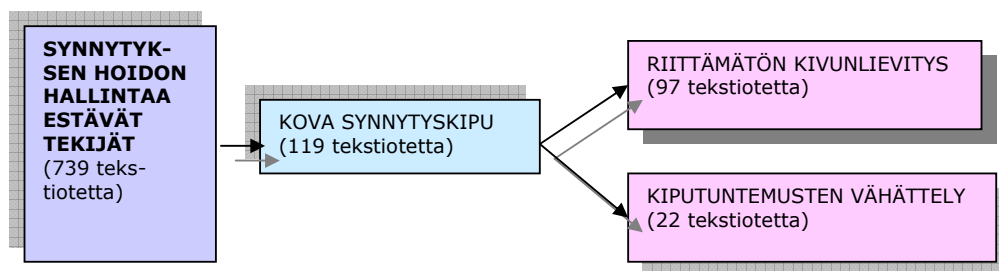 SYNNYTYK-
SEN HOIDON
HALLINTAA
ESTÄVÄT
TEKIJÄT
(739 teks-
tiotetta)
KOVA SYNNYTYSKIPU
(119 tekstiotetta)
RIITTÄMÄTÖN KIVUNLIEVITYS
(97 tekstiotetta)
KIPUTUNTEMUSTEN VÄHÄTTELY
(22 tekstiotetta)